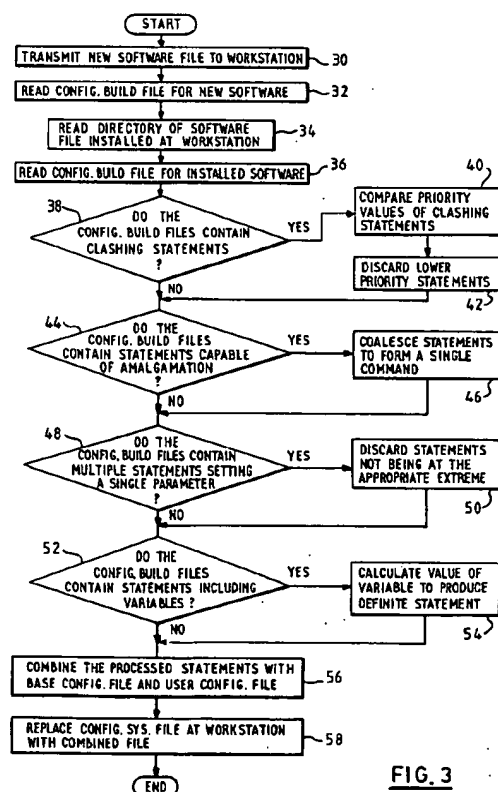 START
TRANSMIT NEW SOFTWARE FILE TO WORKSTATION
30
READ CONFIG. BUILD FILE FOR NEW SOFTWARE
32
READ DIRECTORY OF SOFTWARE
FILE INSTALLED AT WORKSTATION
34
READ CONFIG. BUILD FILE FOR INSTALLED SOFTWARE
36
38
DO THE
CONFIG. BUILD FILES CONTAIN
CLASHING STATEMENTS
?
YES
NO
40
COMPARE PRIORITY
VALUES OF CLASHING
STATEMENTS
DISCARD LOWER
PRIORITY STATEMENTS
42
44
DO THE
CONFIG. BUILD FILES
CONTAIN STATEMENTS CAPABLE
OF AMALGAMATION
?
YES
NO
COALESCE STATEMENTS
TO FORM A SINGLE
COMMAND
46
48
DO THE
CONFIG. BUILD FILES CONTAIN
MULTIPLE STATEMENTS SETTING
A SINGLE PARAMETER
?
YES
NO
DISCARD STATEMENTS
NOT BEING AT THE
APPROPRIATE EXTREME
50
52
DO THE
CONFIG. BUILD FILES
CONTAIN STATEMENTS INCLUDING
VARIABLES ?
YES
NO
CALCULATE VALUE OF
VARIABLE TO PRODUCE
DEFINITE STATEMENT
54
COMBINE THE PROCESSED STATEMENTS WITH
BASE CONFIG. FILE AND USER CONFIG. FILE
56
REPLACE CONFIG. SYS. FILE AT WORKSTATION
WITH COMBINED FILE
58
END
FIG. 3